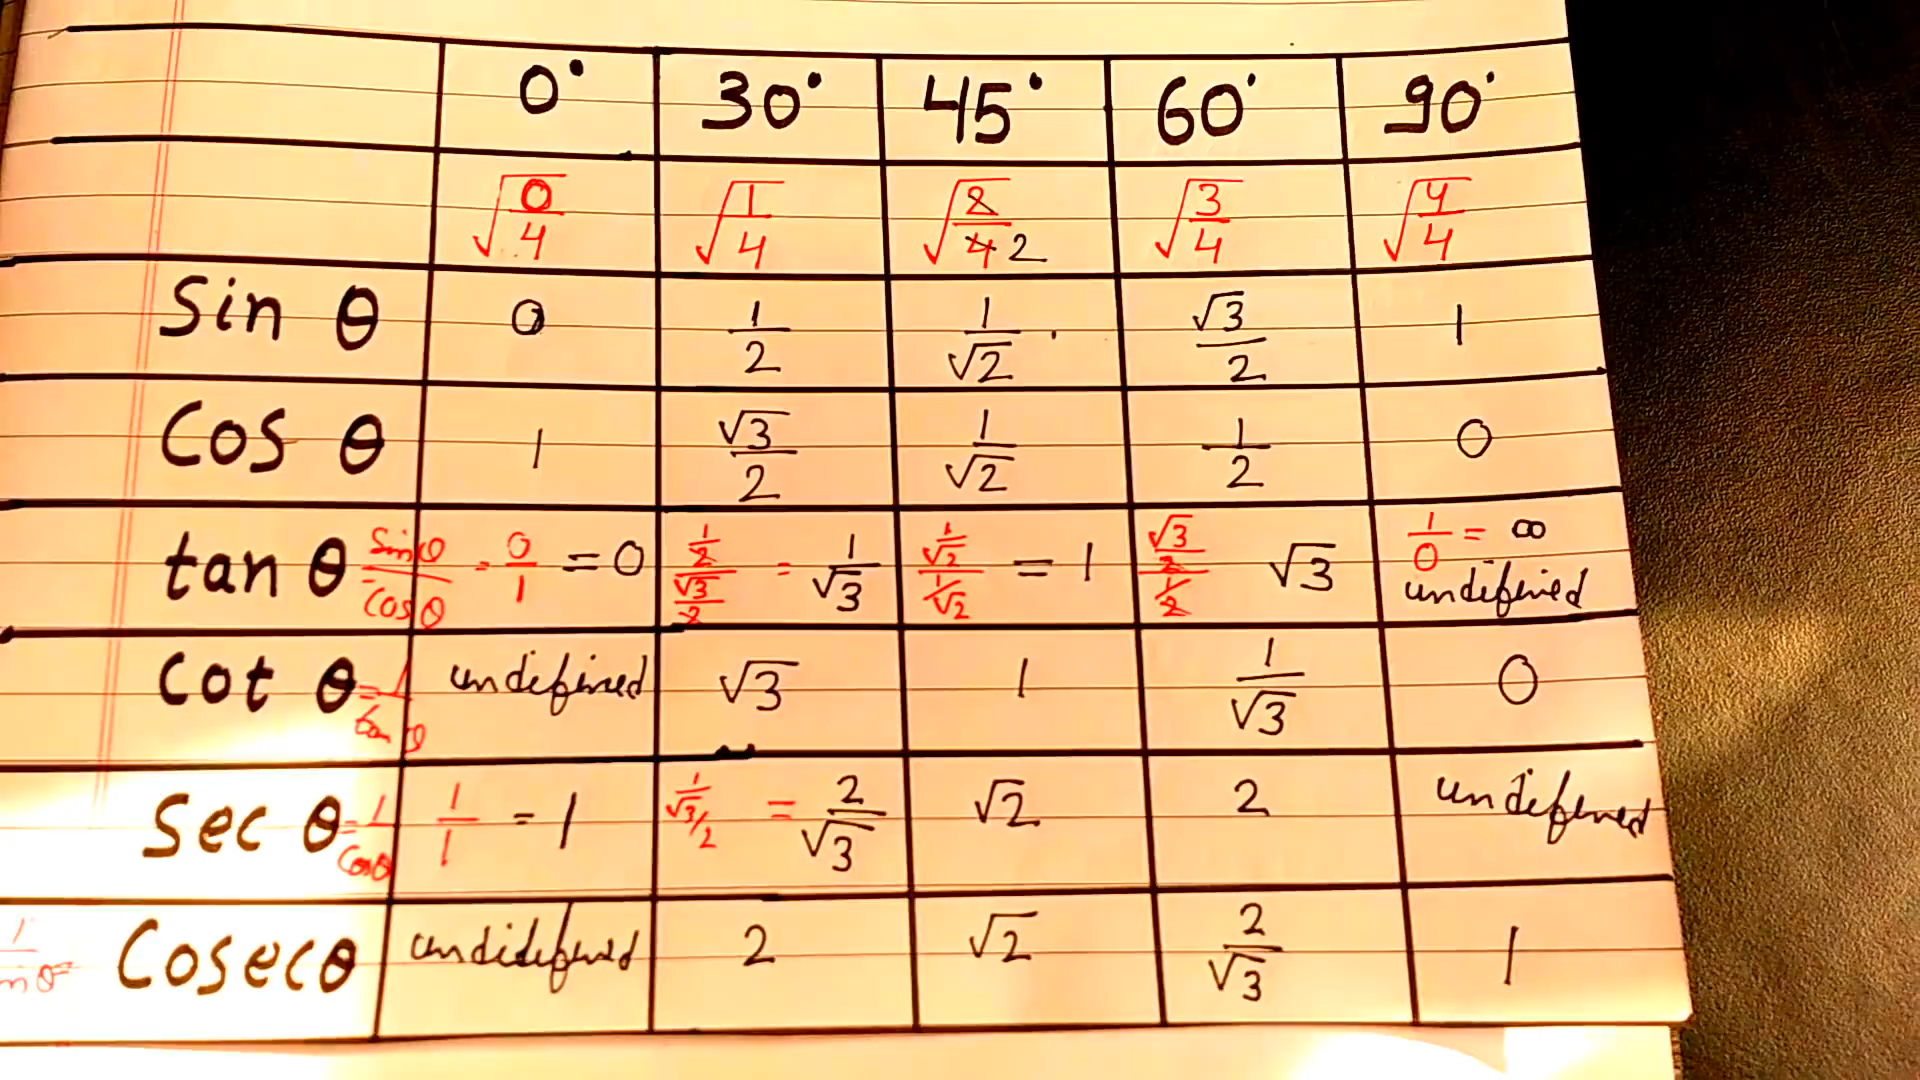 0° 30° 45° 60° 90°
√0/4 √1/4 √2/4 2 √3/4 √4/4
Sin θ 0 1/2 1/√2 √3/2 1
Cos θ 1 √3/2 1/√2 1/2 0
tan θ = Sinθ/Cosθ = 0/1 = 0 1/2/√3/2 = 1/√3 1/√2/1/√2 = 1 √3/2/1/2 √3 1/0 = ∞ undifined
Cot θ = 1/tanθ undefined √3 1 1/√3 0
Sec θ = 1/Cosθ 1/1 = 1 1/√3/2 = 2/√3 √2 2 undefined
1/inθ = Cosecθ undidefined 2 √2 2/√3 1